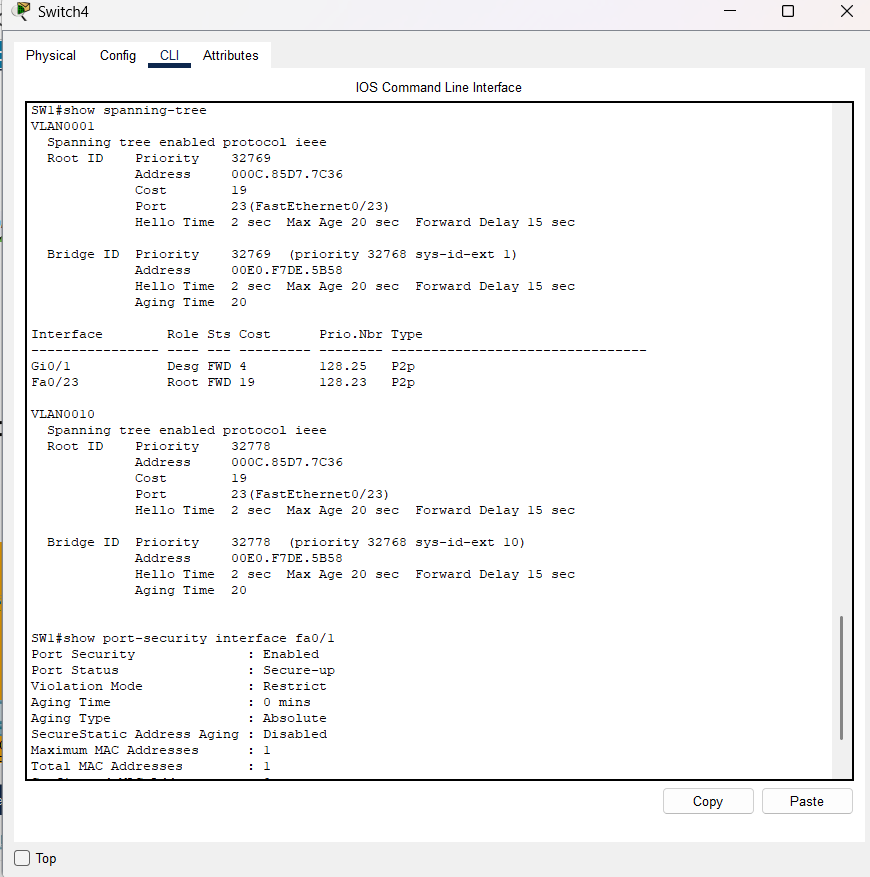 Switch4
Physical Config CLI Attributes
IOS Command Line Interface
SW1#show spanning-tree
VLAN0001
  Spanning tree enabled protocol ieee
  Root ID    Priority    32769
             Address     000C.85D7.7C36
             Cost        19
             Port        23(FastEthernet0/23)
             Hello Time  2 sec  Max Age 20 sec  Forward Delay 15 sec

  Bridge ID  Priority    32769  (priority 32768 sys-id-ext 1)
             Address     00E0.F7DE.5B58
             Hello Time  2 sec  Max Age 20 sec  Forward Delay 15 sec
             Aging Time  20

Interface        Role Sts Cost      Prio.Nbr Type
---------------- ---- --- --------- -------- --------------------------------
Gi0/1            Desg FWD 4         128.25   P2p
Fa0/23           Root FWD 19        128.23   P2p

VLAN0010
  Spanning tree enabled protocol ieee
  Root ID    Priority    32778
             Address     000C.85D7.7C36
             Cost        19
             Port        23(FastEthernet0/23)
             Hello Time  2 sec  Max Age 20 sec  Forward Delay 15 sec

  Bridge ID  Priority    32778  (priority 32768 sys-id-ext 10)
             Address     00E0.F7DE.5B58
             Hello Time  2 sec  Max Age 20 sec  Forward Delay 15 sec
             Aging Time  20

SW1#show port-security interface fa0/1
Port Security              : Enabled
Port Status                : Secure-up
Violation Mode             : Restrict
Aging Time                 : 0 mins
Aging Type                 : Absolute
SecureStatic Address Aging : Disabled
Maximum MAC Addresses      : 1
Total MAC Addresses        : 1
Copy Paste
Top